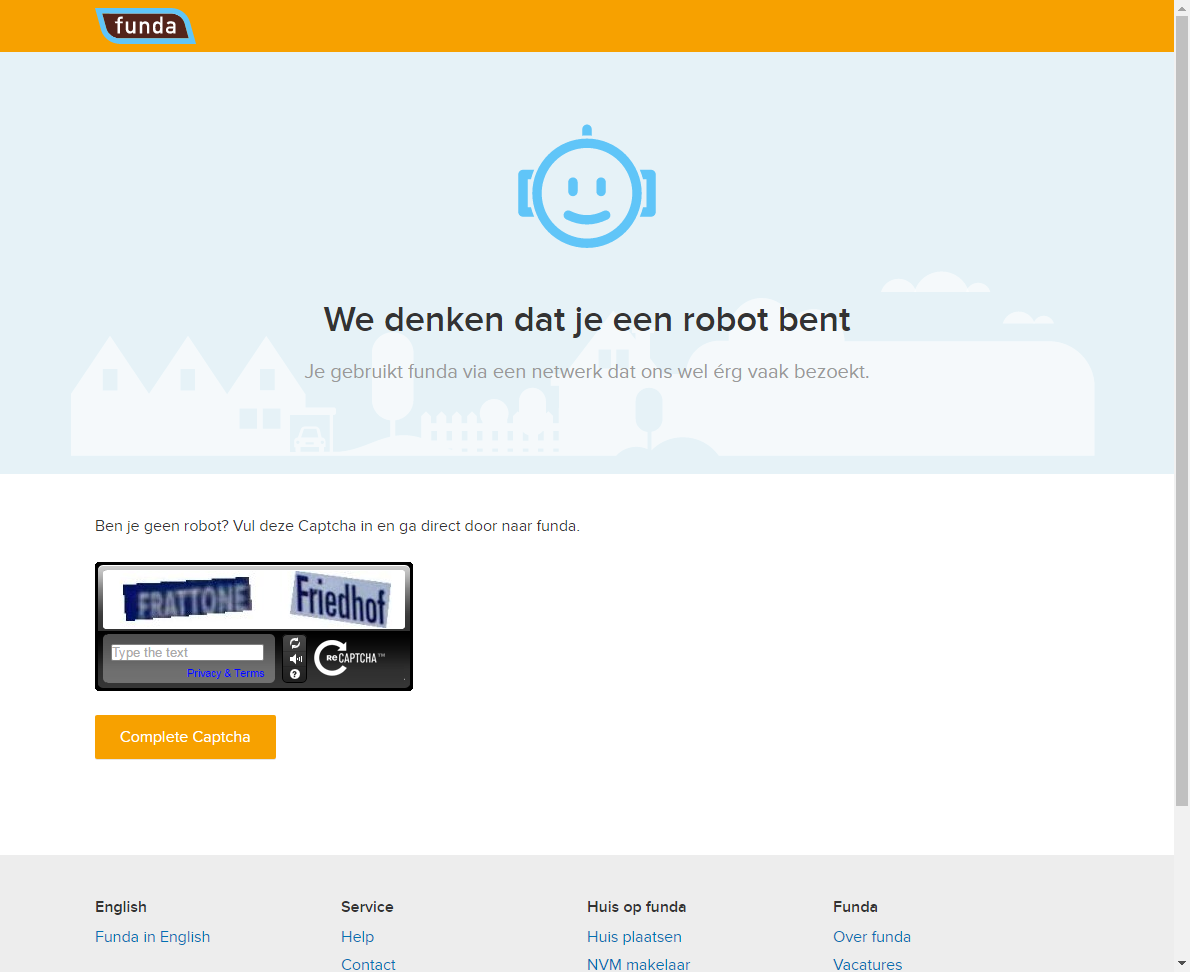 funda
We denken dat je een robot bent
Je gebruikt funda via een netwerk dat ons wel érg vaak bezoekt.
Ben je geen robot? Vul deze Captcha in en ga direct door naar funda.
FRATTONE Friedhof
Type the text
Privacy & Terms
reCAPTCHA™
Complete Captcha
English Service Huis op funda Funda
Funda in English Help Huis plaatsen Over funda
Contact NVM makelaar Vacatures